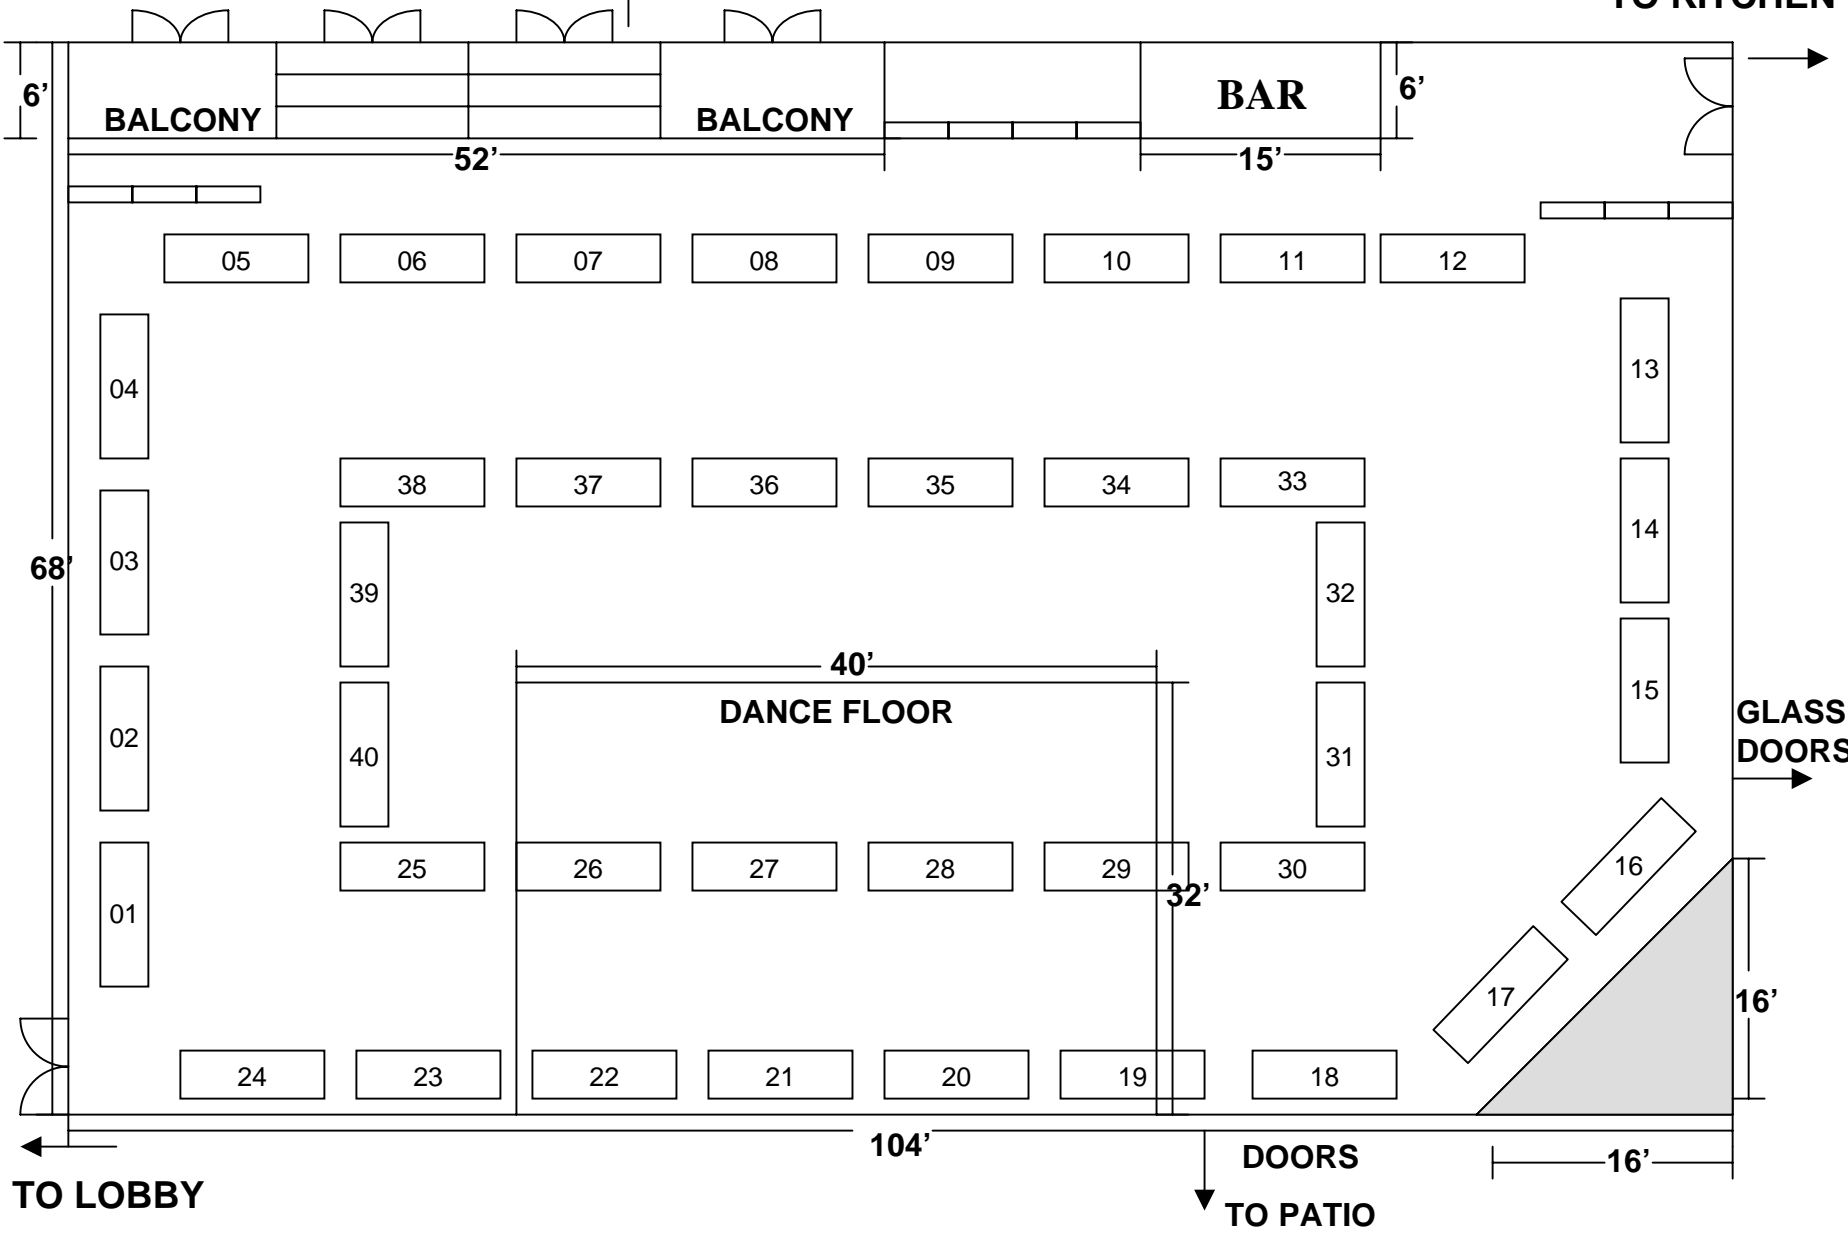 TO KITCHEN
6’
BALCONY
BALCONY
BAR
6’
52’
15’
05 06 07 08 09 10 11 12
04
13
38 37 36 35 34 33
03
14
68’
39
32
40’
02
DANCE FLOOR
15
GLASS
DOORS
40
31
25 26 27 28 29 30
16
32’
01
17
16’
24 23 22 21 20 19 18
104’
DOORS
16’
TO LOBBY
TO PATIO